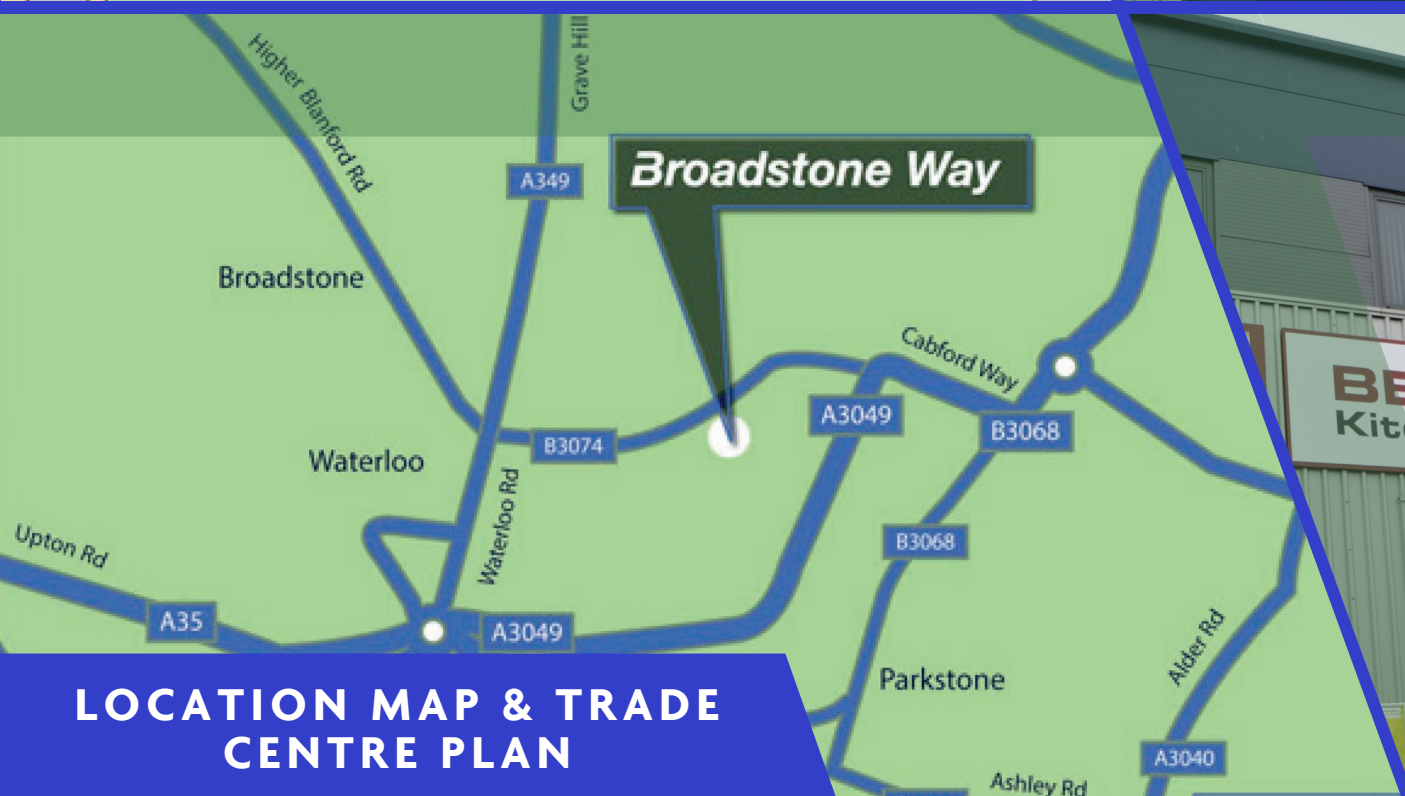 Higher Blanford Rd
Grave Hill
A349
Broadstone Way
Broadstone
Cabford Way
A3049
B3068
B3074
Waterloo
Waterloo Rd
Upton Rd
B3068
A35
A3049
Alder Rd
Parkstone
A3040
Ashley Rd
LOCATION MAP & TRADE
CENTRE PLAN